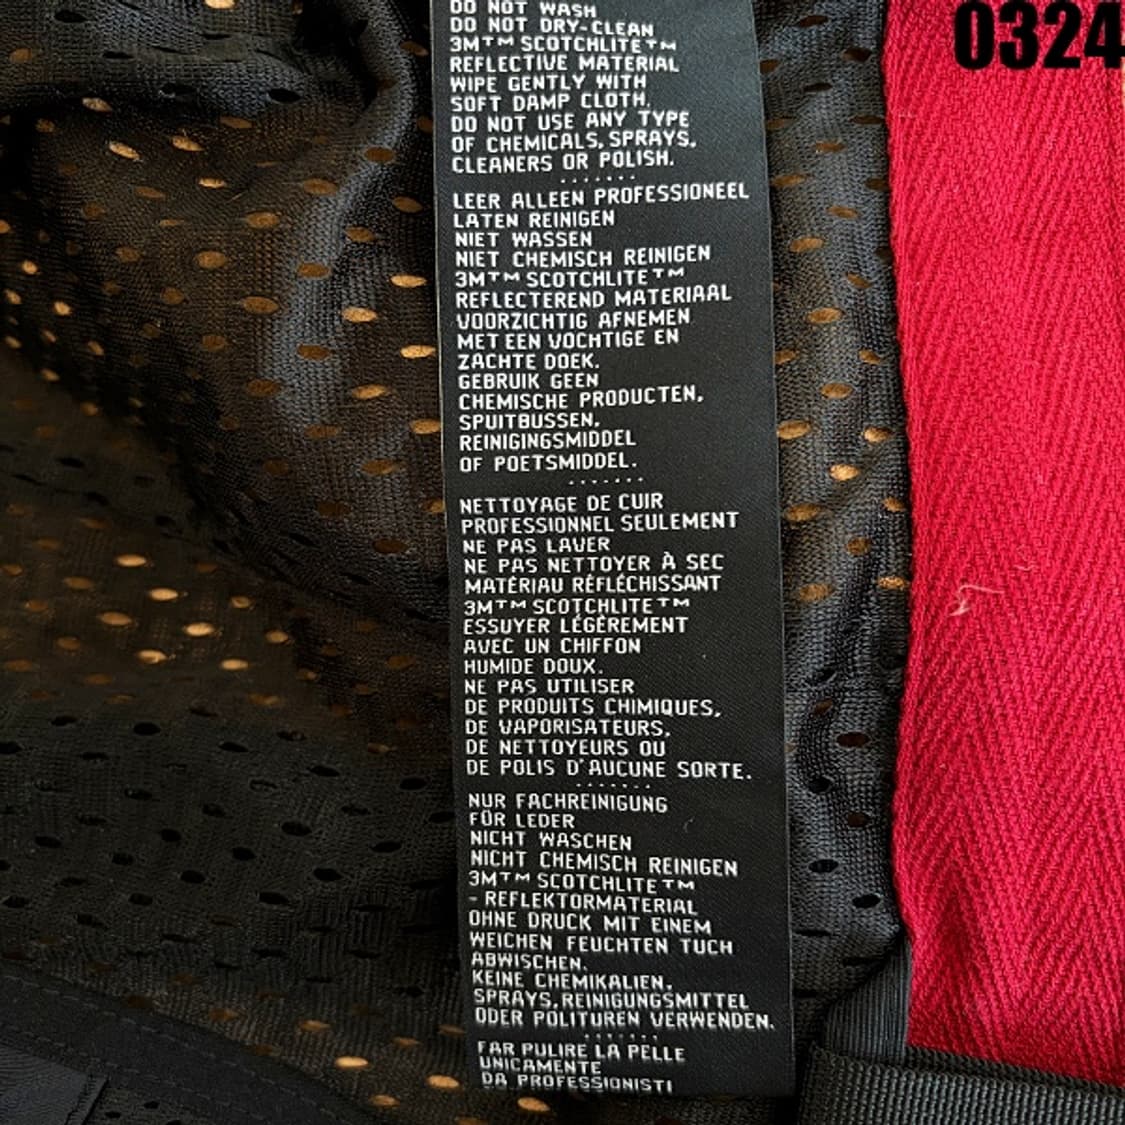 0324
DO NOT WASH
DO NOT DRY-CLEAN
3M™ SCOTCHLITE™
REFLECTIVE MATERIAL
WIPE GENTLY WITH
SOFT DAMP CLOTH.
DO NOT USE ANY TYPE
OF CHEMICALS, SPRAYS,
CLEANERS OR POLISH.
.......
LEER ALLEEN PROFESSIONEEL
LATEN REINIGEN
NIET WASSEN
NIET CHEMISCH REINIGEN
3M™ SCOTCHLITE™
REFLECTEREND MATERIAAL
VOORZICHTIG AFNEMEN
MET EEN VOCHTIGE EN
ZACHTE DOEK.
GEBRUIK GEEN
CHEMISCHE PRODUCTEN,
SPUITBUSSEN,
REINIGINGSMIDDEL
OF POETSMIDDEL.
.......
NETTOYAGE DE CUIR
PROFESSIONNEL SEULEMENT
NE PAS LAVER
NE PAS NETTOYER À SEC
MATÉRIAU RÉFLÉCHISSANT
3M™ SCOTCHLITE™
ESSUYER LÉGÈREMENT
AVEC UN CHIFFON
HUMIDE DOUX.
NE PAS UTILISER
DE PRODUITS CHIMIQUES,
DE VAPORISATEURS,
DE NETTOYEURS OU
DE POLIS D'AUCUNE SORTE.
.......
NUR FACHREINIGUNG
FÜR LEDER
NICHT WASCHEN
NICHT CHEMISCH REINIGEN
3M™ SCOTCHLITE™
- REFLEKTORMATERIAL
OHNE DRUCK MIT EINEM
WEICHEN FEUCHTEN TUCH
ABWISCHEN.
KEINE CHEMIKALIEN,
SPRAYS, REINIGUNGSMITTEL
ODER POLITUREN VERWENDEN.
.......
FAR PULIRE LA PELLE
UNICAMENTE
DA PROFESSIONISTI